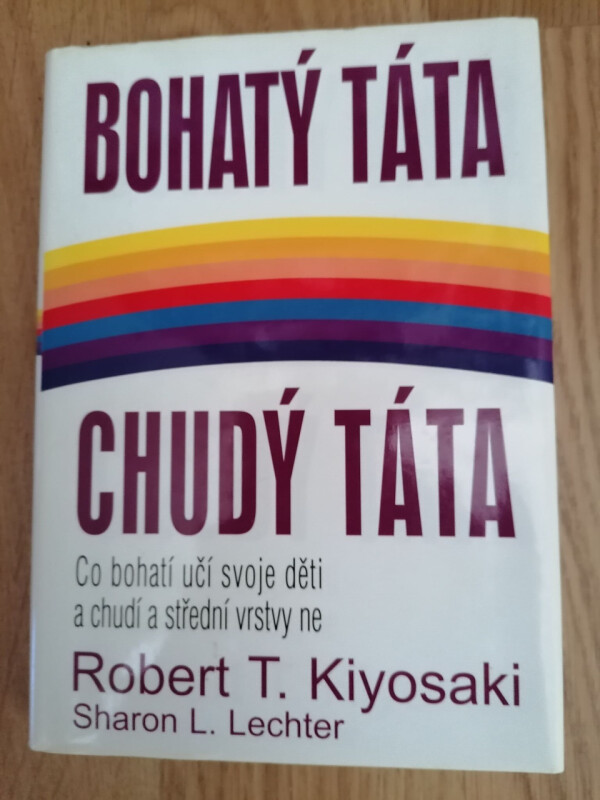 BOHATÝ TÁTA
CHUDÝ TÁTA
Co bohatí učí svoje děti
a chudí a střední vrstvy ne
Robert T. Kiyosaki
Sharon L. Lechter